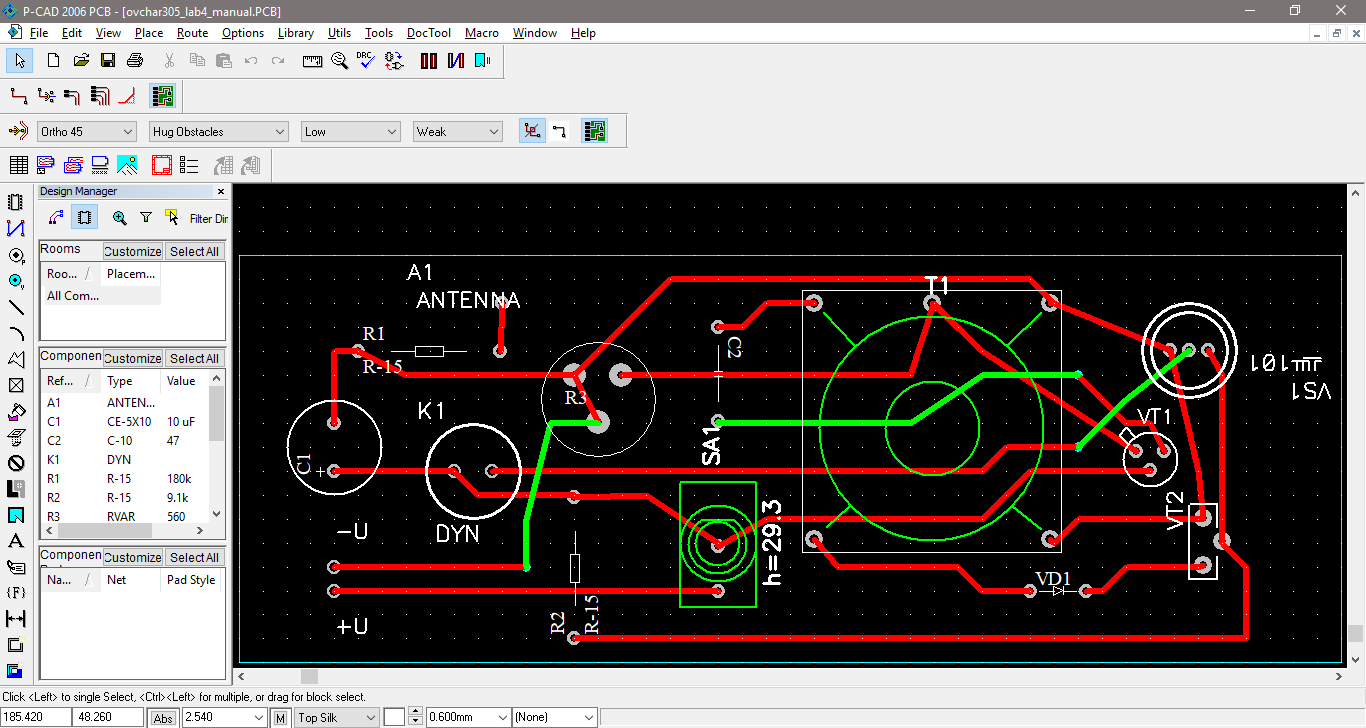 P-CAD 2006 PCB - [ovchar305_lab4_manual.PCB]
File Edit View Place Route Options Library Utils Tools DocTool Macro Window Help
DRC
Ortho 45 Hug Obstacles Low Weak
Design Manager
Filter Dir
Rooms Customize Select All
Roo... / Placem...
All Com...
Componen Customize Select All
Ref... / Type Value
A1 ANTEN...
C1 CE-5X10 10 uF
C2 C-10 47
K1 DYN
R1 R-15 180k
R2 R-15 9.1k
R3 RVAR 560
Componen Customize Select All
Na... / Net Pad Style
A1
ANTENNA
R1
R-15
K1
C1
+
DYN
-U
+U
R3
R2
R-15
C2
SA1
h=29.3
T1
VT1
VT2
VD1
VS1
Click <Left> to single Select, <Ctrl><Left> for multiple, or drag for block select.
185.420 48.260 Abs 2.540 M Top Silk 0.600mm (None)